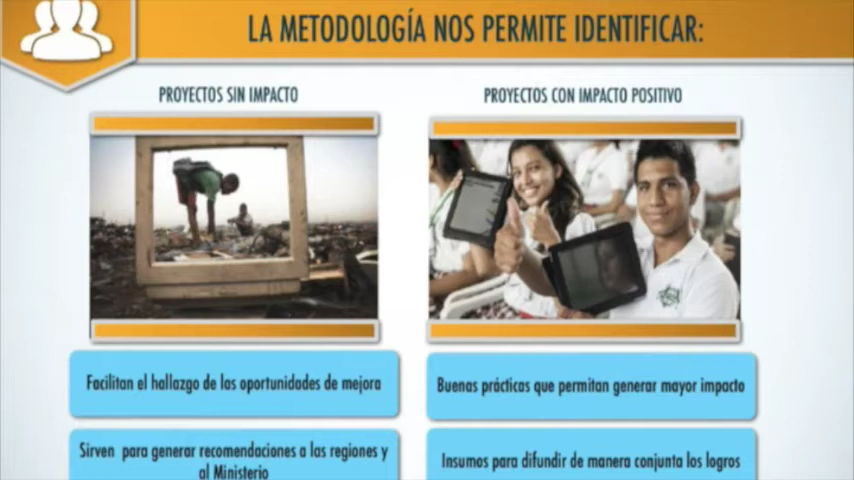 LA METODOLOGÍA NOS PERMITE IDENTIFICAR:
PROYECTOS SIN IMPACTO
PROYECTOS CON IMPACTO POSITIVO
Facilitan el hallazgo de las oportunidades de mejora
Buenas prácticas que permitan generar mayor impacto
Sirven para generar recomendaciones a las regiones y
al Ministerio
Insumos para difundir de manera conjunta los logros